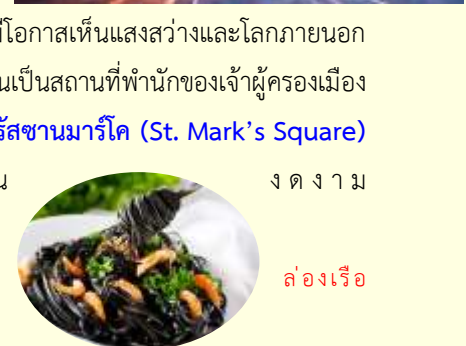 โอกาสเห็นแสงสว่างและโลกภายนอก
เป็นสถานที่พำนักของเจ้าผู้ครองเมือง
รัสซานมาร์โค (St. Mark's Square)
น ง ด ง า ม
ล่องเรือ